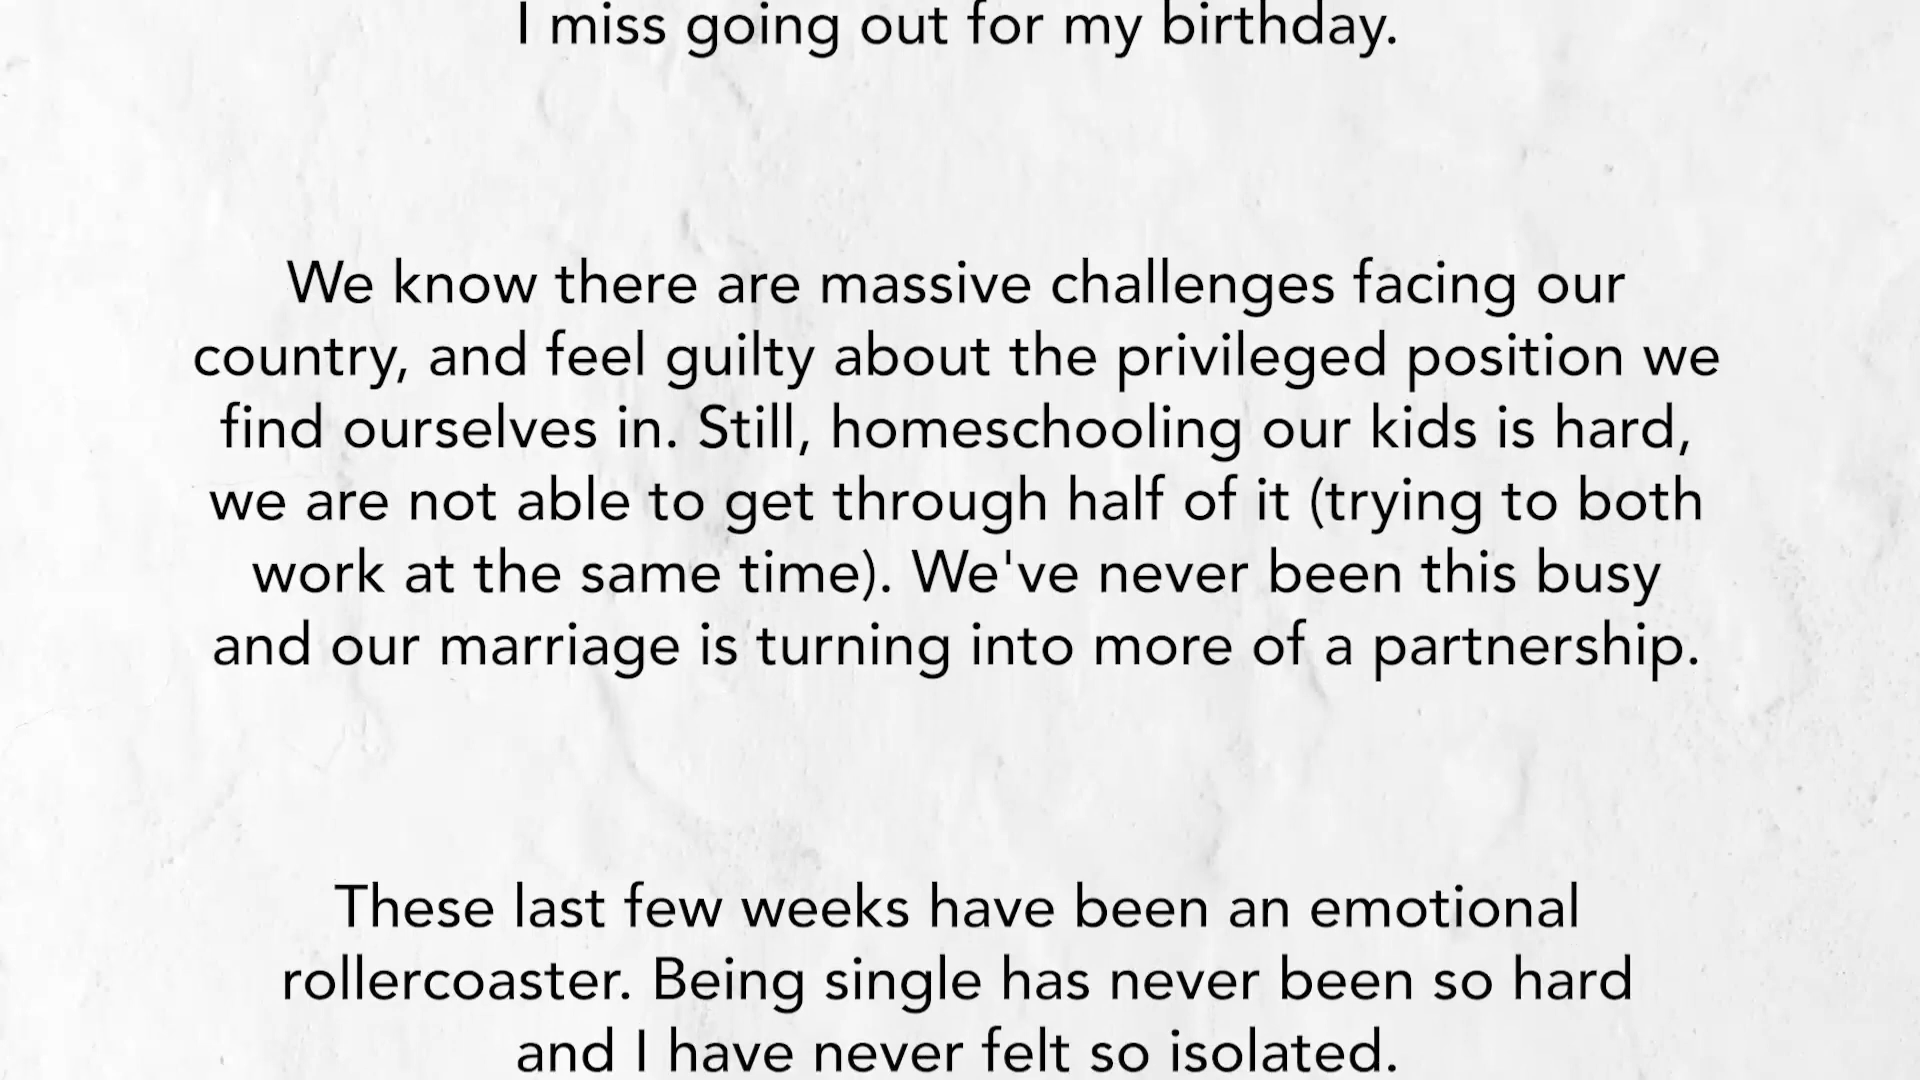 I miss going out for my birthday.
We know there are massive challenges facing our
country, and feel guilty about the privileged position we
find ourselves in. Still, homeschooling our kids is hard,
we are not able to get through half of it (trying to both
work at the same time). We've never been this busy
and our marriage is turning into more of a partnership.
These last few weeks have been an emotional
rollercoaster. Being single has never been so hard
and I have never felt so isolated.